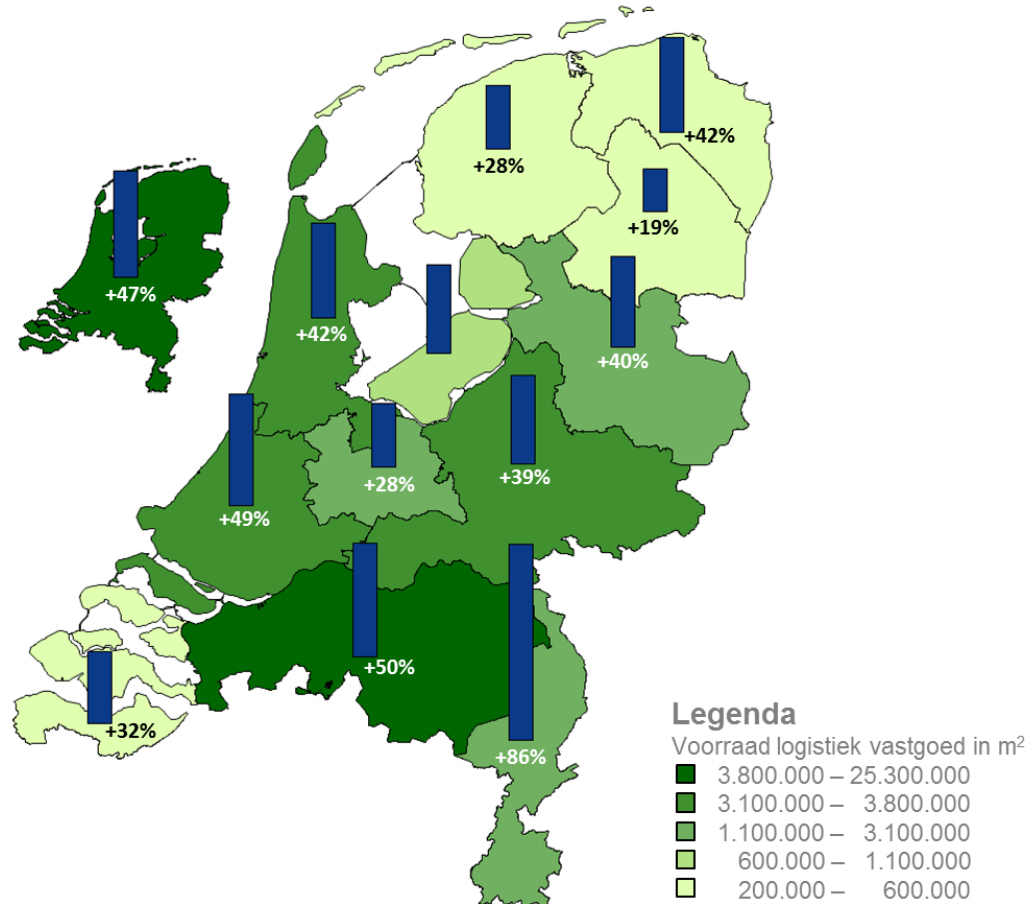 +42%
+28%
+19%
+47%
+42%
+40%
+28%
+39%
+49%
+50%
+32%
+86%
Legenda
Voorraad logistiek vastgoed in m²
3.800.000 – 25.300.000
3.100.000 – 3.800.000
1.100.000 – 3.100.000
600.000 – 1.100.000
200.000 – 600.000